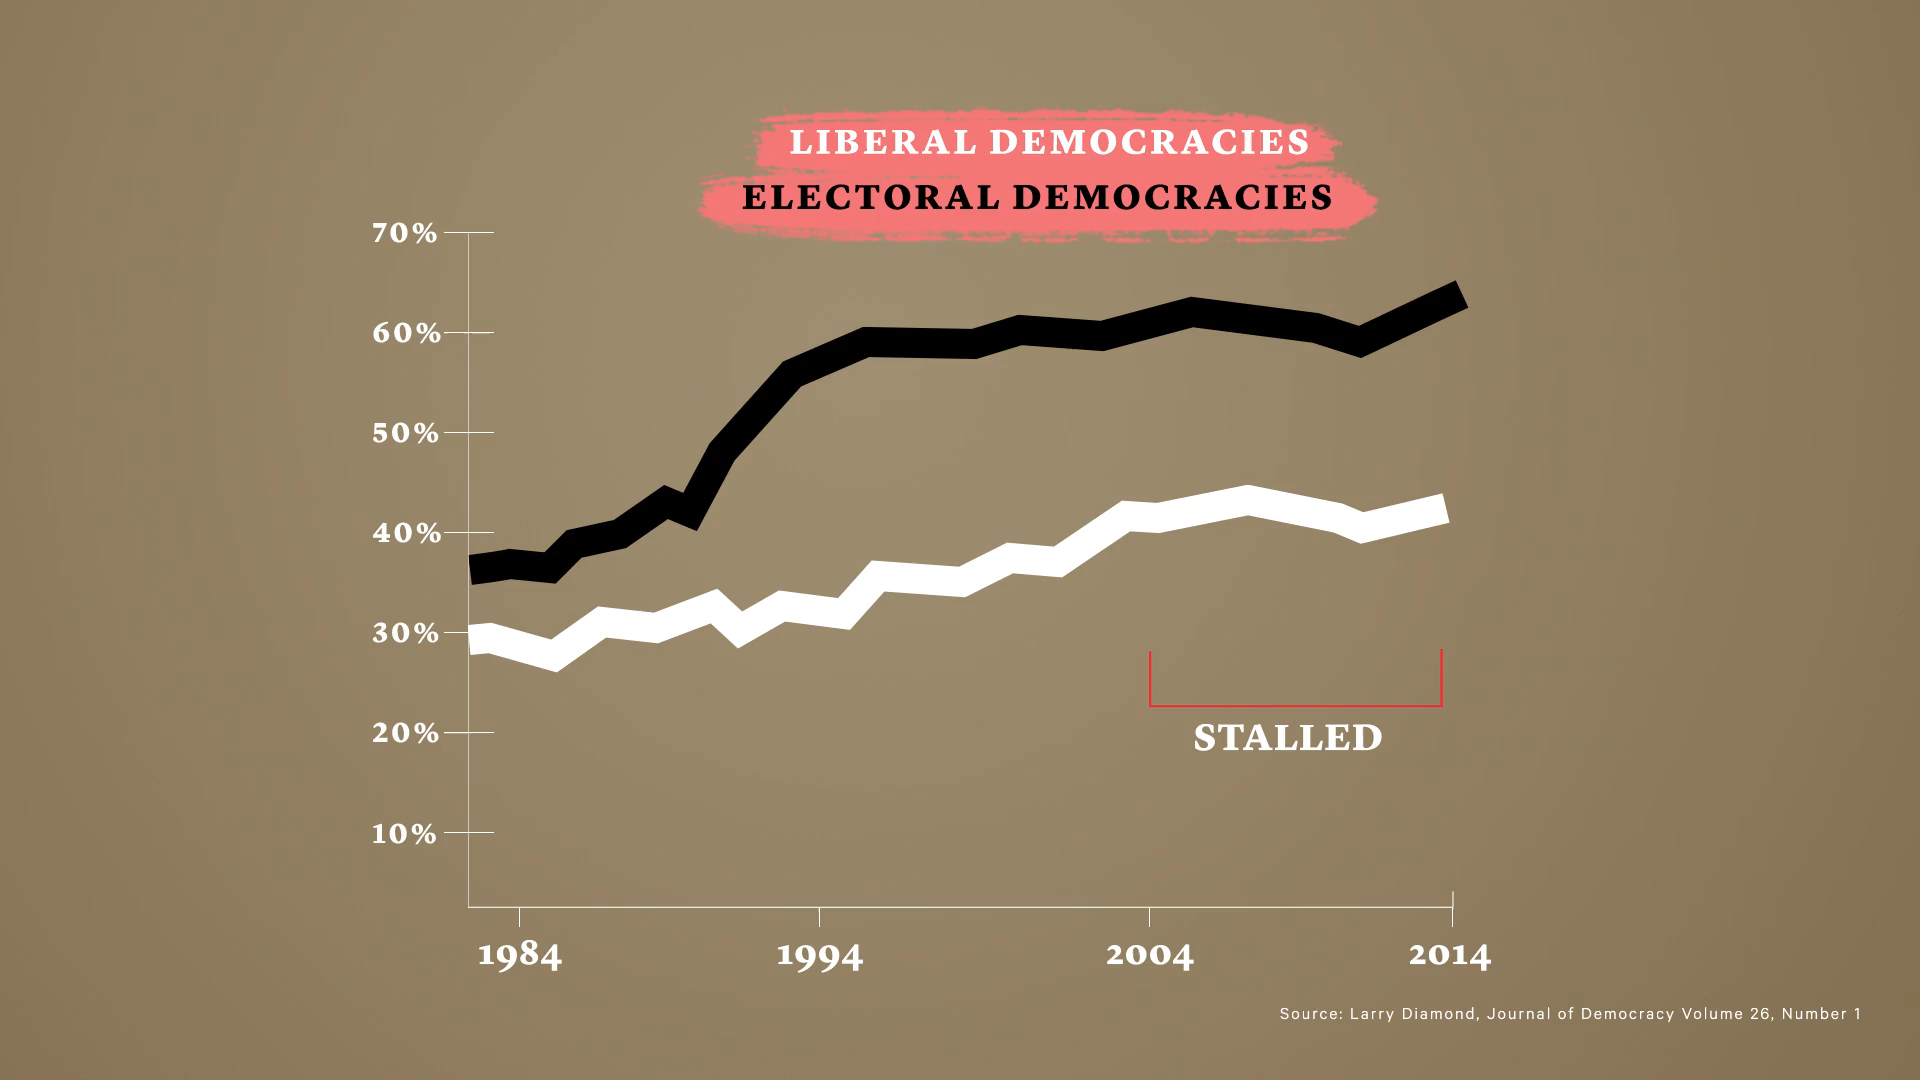 LIBERAL DEMOCRACIES
ELECTORAL DEMOCRACIES
70%
60%
50%
40%
30%
20%
10%
STALLED
1984 1994 2004 2014
Source: Larry Diamond, Journal of Democracy Volume 26, Number 1